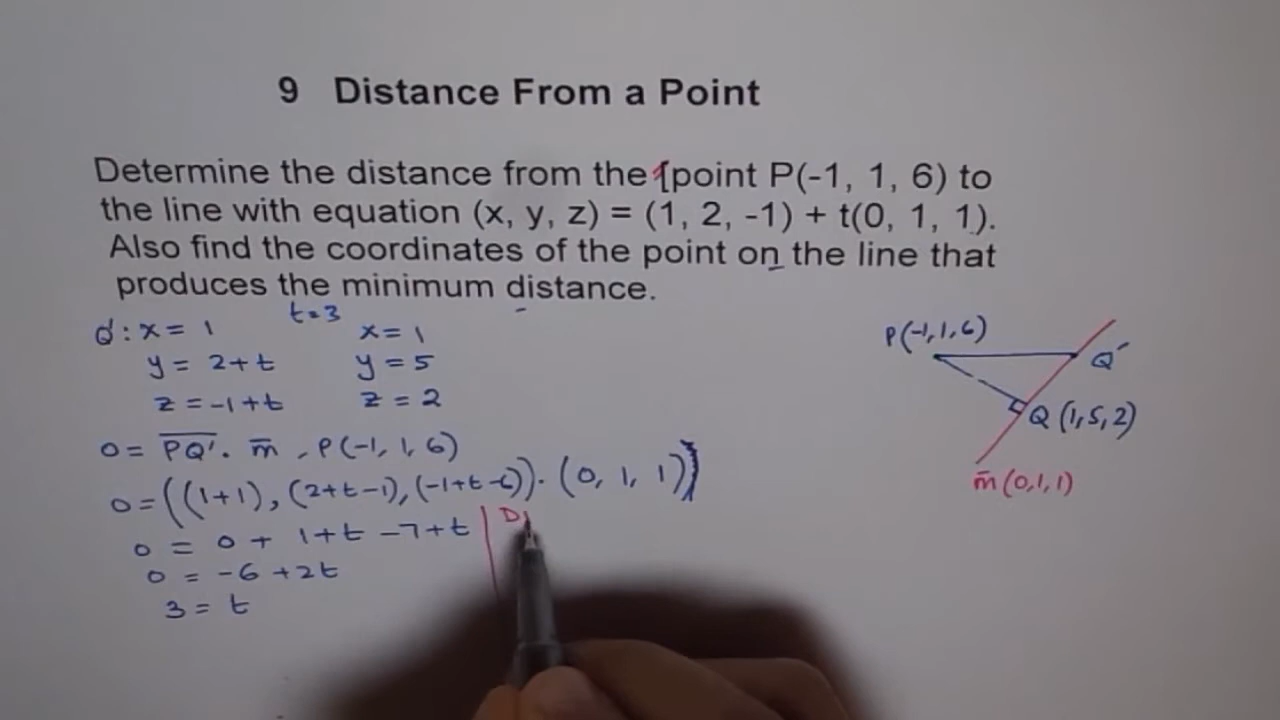 9 Distance From a Point
Determine the distance from the point P(-1, 1, 6) to
the line with equation (x, y, z) = (1, 2, -1) + t(0, 1, 1).
Also find the coordinates of the point on the line that
produces the minimum distance.
t=3
Q': x = 1 x = 1
y = 2+t y = 5
z = -1+t z = 2
0 = PQ'. m , P(-1, 1, 6)
0 = ((1+1), (2+t-1), (-1+t-6)). (0, 1, 1))
0 = 0 + 1+t -7+t
0 = -6 +2t
3 = t
Di
P(-1, 1, 6)
Q'
Q (1, 5, 2)
m (0, 1, 1)